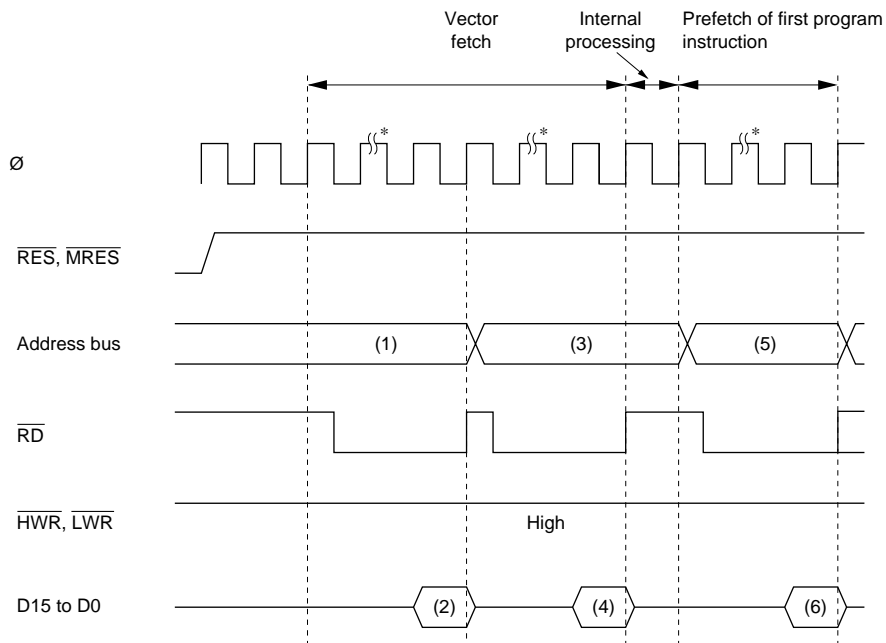 Vector
fetch
Internal
processing
Prefetch of first program
instruction
* * *
Ø
RES, MRES
Address bus (1) (3) (5)
RD
HWR, LWR High
D15 to D0 (2) (4) (6)